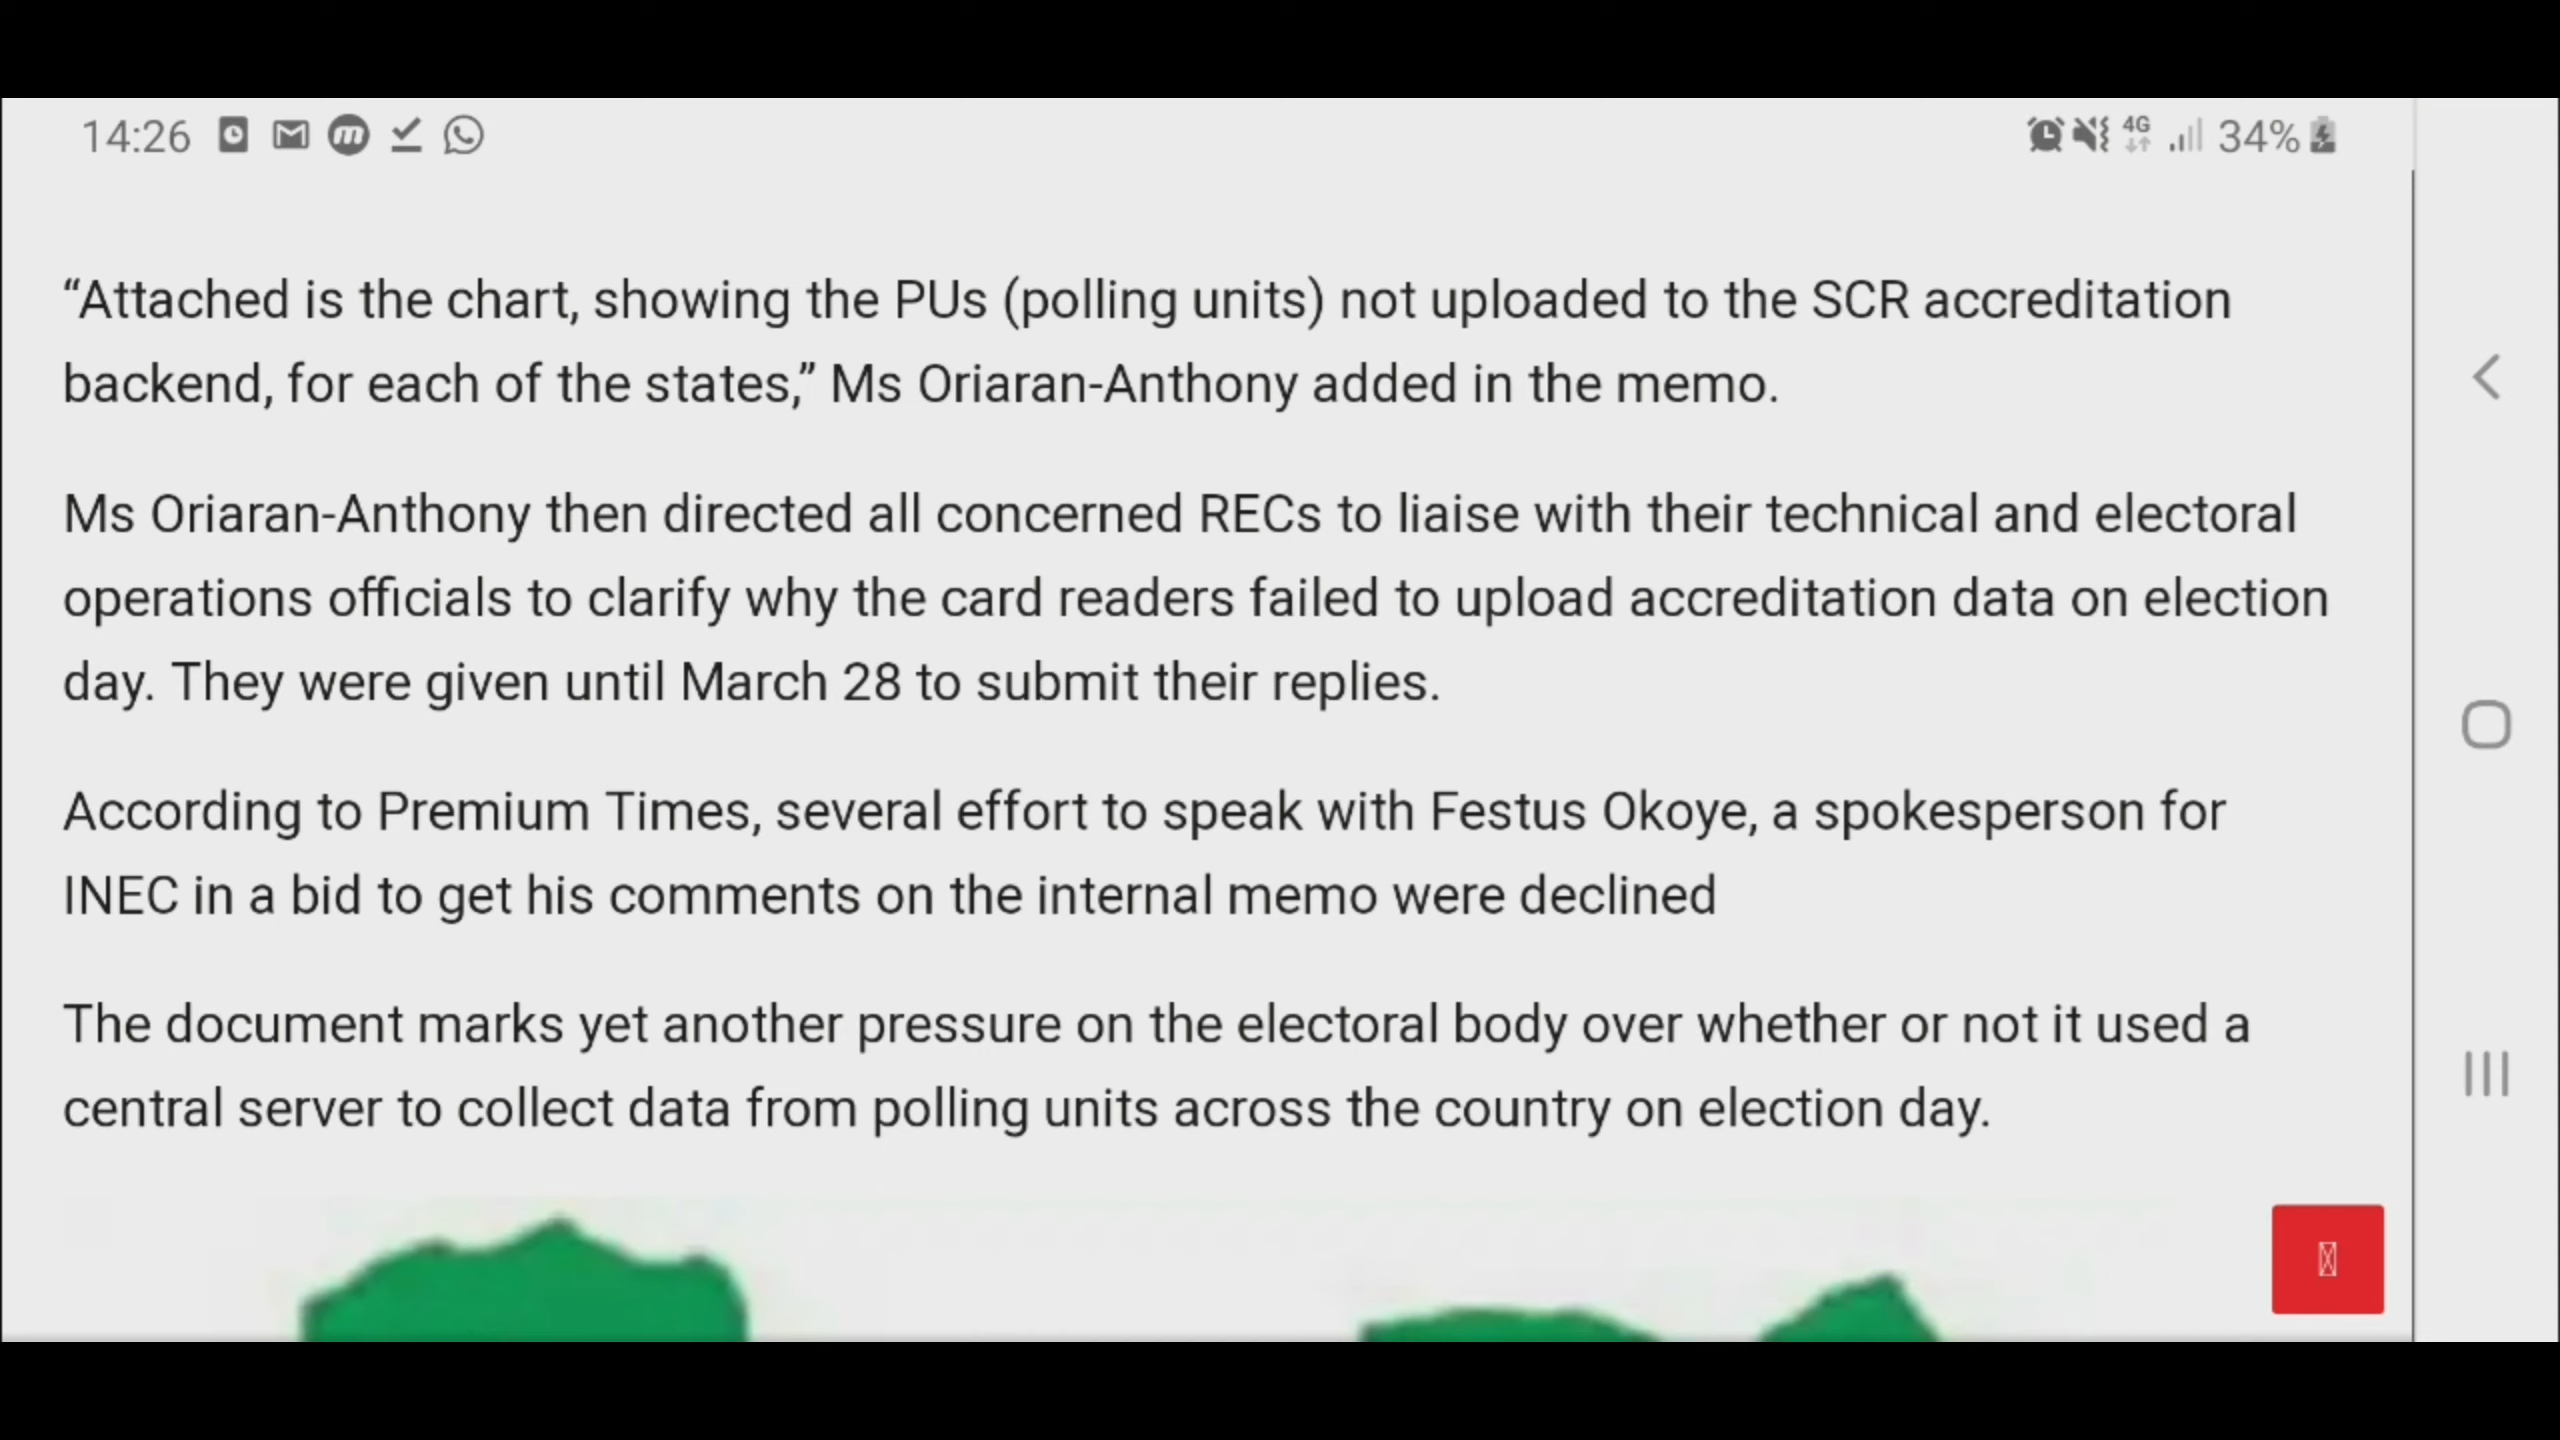 14:26
4G 34%
“Attached is the chart, showing the PUs (polling units) not uploaded to the SCR accreditation
backend, for each of the states,” Ms Oriaran-Anthony added in the memo.
Ms Oriaran-Anthony then directed all concerned RECs to liaise with their technical and electoral
operations officials to clarify why the card readers failed to upload accreditation data on election
day. They were given until March 28 to submit their replies.
According to Premium Times, several effort to speak with Festus Okoye, a spokesperson for
INEC in a bid to get his comments on the internal memo were declined
The document marks yet another pressure on the electoral body over whether or not it used a
central server to collect data from polling units across the country on election day.